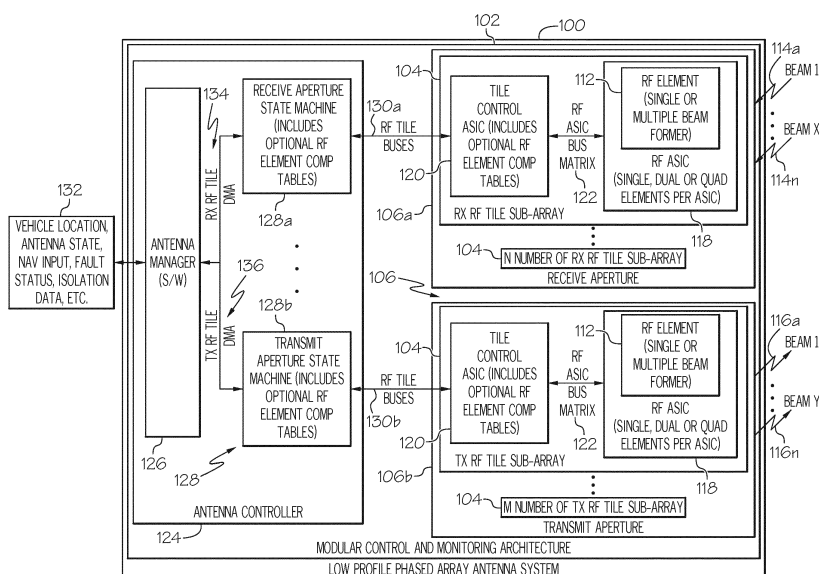 100
102
132
VEHICLE LOCATION,
ANTENNA STATE,
NAV INPUT, FAULT
STATUS, ISOLATION
DATA, ETC.
ANTENNA
MANAGER
(S/W)
126
134
RX RF TILE
DMA
136
TX RF TILE
DMA
RECEIVE APERTURE
STATE MACHINE
(INCLUDES
OPTIONAL RF
ELEMENT COMP
TABLES)
128a
128b
TRANSMIT
APERTURE STATE
MACHINE (INCLUDES
OPTIONAL RF
ELEMENT COMP
TABLES)
128
ANTENNA CONTROLLER
124
130a
RF TILE
BUSES
RF TILE
BUSES
130b
104
TILE
CONTROL
ASIC (INCLUDES
OPTIONAL RF
ELEMENT COMP
TABLES)
120
RF
ASIC
BUS
MATRIX
122
112
RF ELEMENT
(SINGLE OR
MULTIPLE BEAM
FORMER)
RF ASIC
(SINGLE, DUAL OR QUAD
ELEMENTS PER ASIC)
118
106a
RX RF TILE SUB-ARRAY
104
N NUMBER OF RX RF TILE SUB-ARRAY
RECEIVE APERTURE
114a
BEAM 1
BEAM X
114n
106
104
TILE
CONTROL
ASIC (INCLUDES
OPTIONAL RF
ELEMENT COMP
TABLES)
120
RF
ASIC
BUS
MATRIX
122
112
RF ELEMENT
(SINGLE OR
MULTIPLE BEAM
FORMER)
RF ASIC
(SINGLE, DUAL OR QUAD
ELEMENTS PER ASIC)
118
106b
TX RF TILE SUB-ARRAY
104
M NUMBER OF TX RF TILE SUB-ARRAY
TRANSMIT APERTURE
116a
BEAM 1
BEAM Y
116n
MODULAR CONTROL AND MONITORING ARCHITECTURE
LOW PROFILE PHASED ARRAY ANTENNA SYSTEM